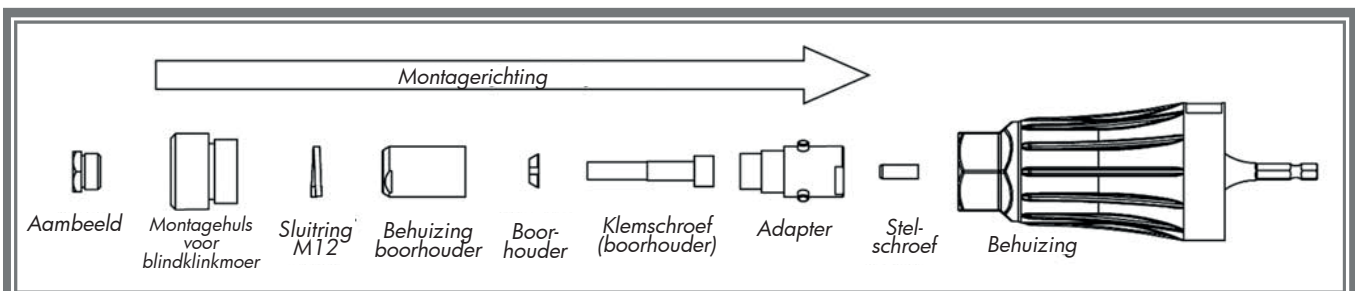 Montagerichting
Aambeeld
Montagehuls
voor
blindklinkmoer
Sluitring
M12
Behuizing
boorhouder
Boor-
houder
Klemschroef
(boorhouder)
Adapter
Stel-
schroef
Behuizing